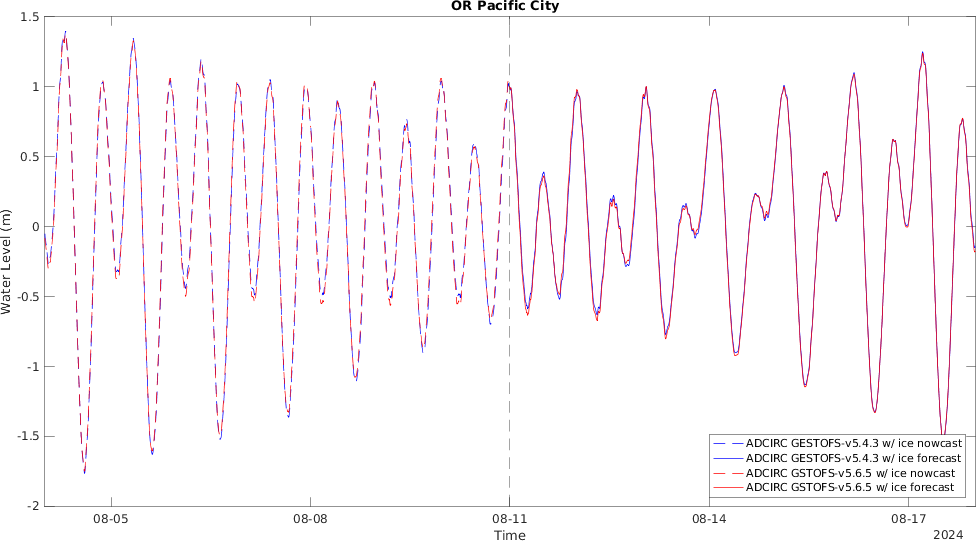 OR Pacific City
1.5
1
0.5
0
-0.5
-1
-1.5
-2
Water Level (m)
ADCIRC GESTOFS-v5.4.3 w/ ice nowcast
ADCIRC GESTOFS-v5.4.3 w/ ice forecast
ADCIRC GSTOFS-v5.6.5 w/ ice nowcast
ADCIRC GSTOFS-v5.6.5 w/ ice forecast
08-05 08-08 08-11 08-14 08-17
Time
2024